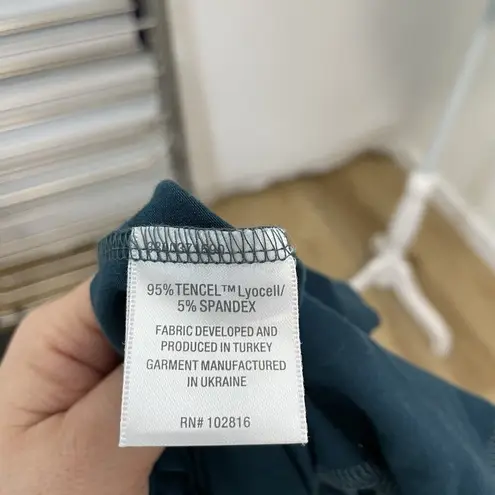 95% TENCEL™ Lyocell/
5% SPANDEX
FABRIC DEVELOPED AND
PRODUCED IN TURKEY
GARMENT MANUFACTURED
IN UKRAINE
RN# 102816